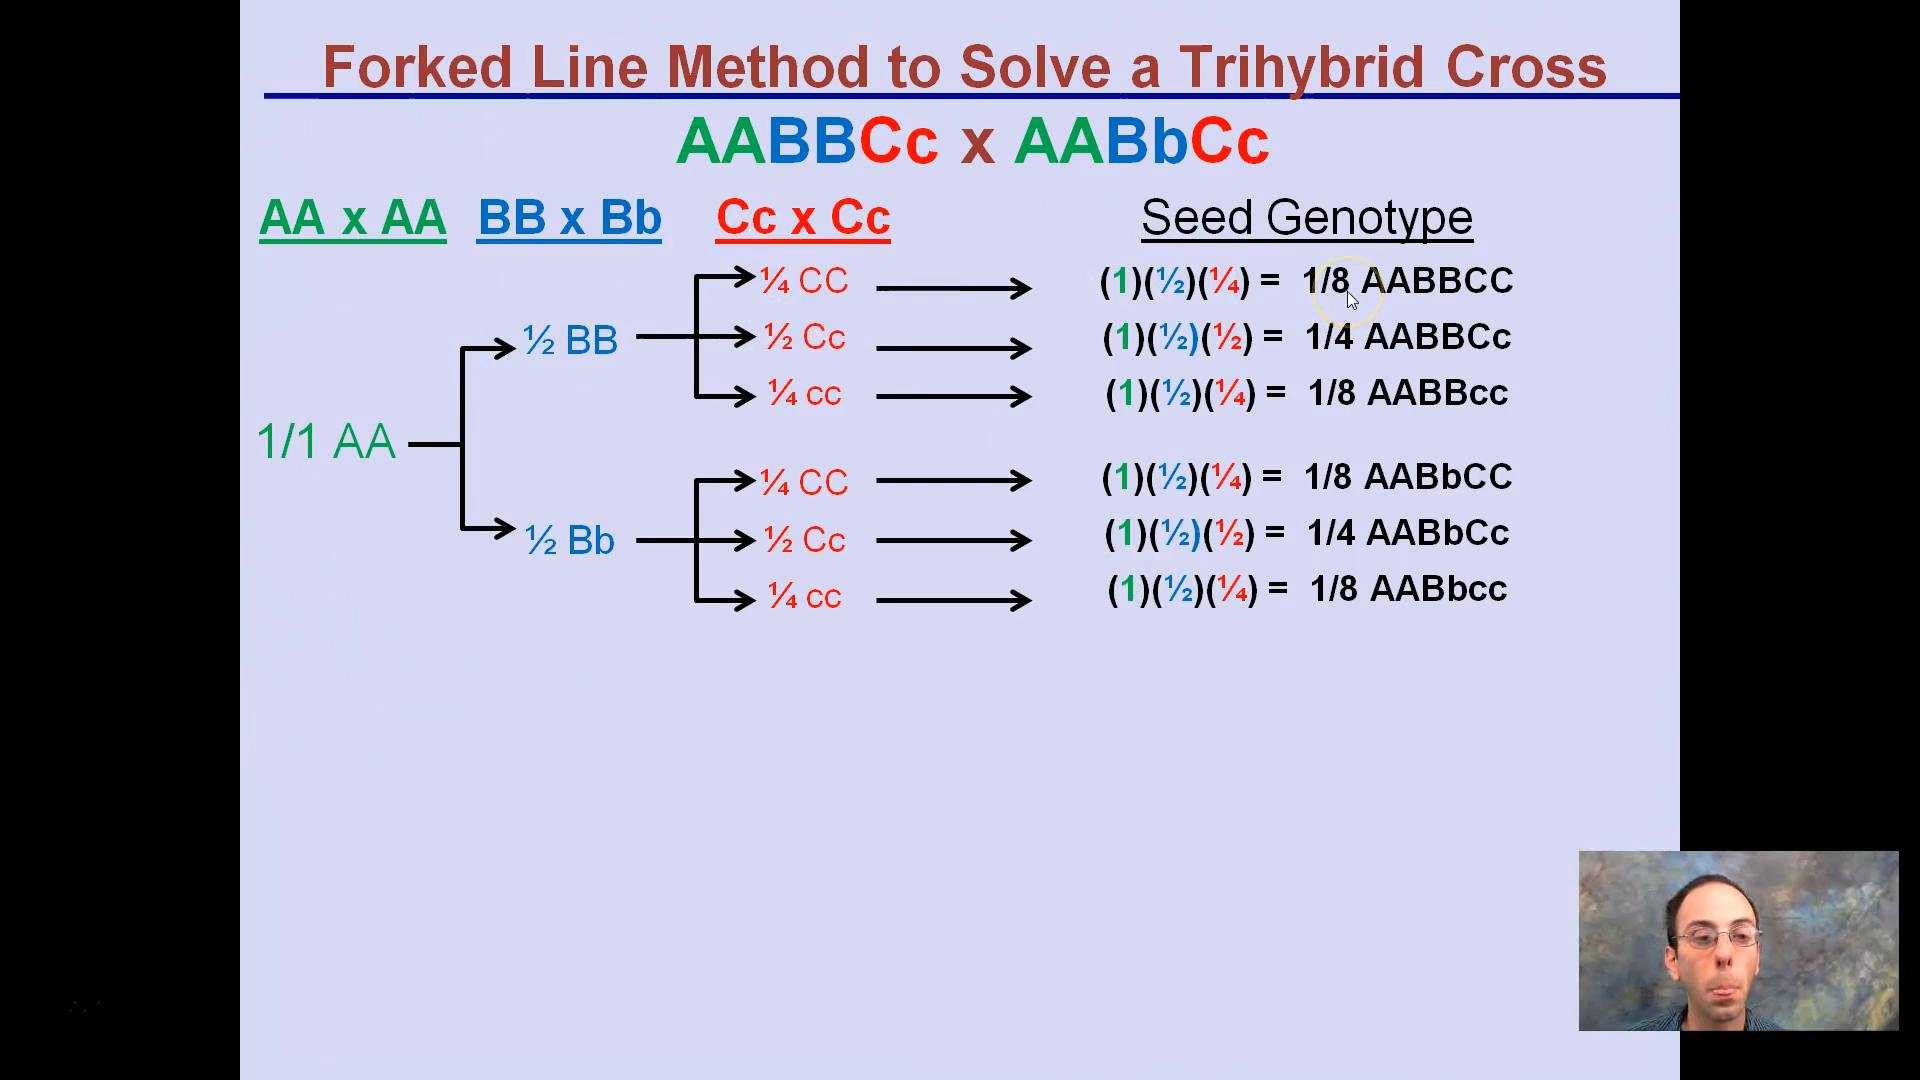 Forked Line Method to Solve a Trihybrid Cross
AABBCc x AABbCc
AA x AA BB x Bb Cc x Cc Seed Genotype
¼ CC (1)(½)(¼) = 1/8 AABBCC
½ BB ½ Cc (1)(½)(½) = 1/4 AABBCc
¼ cc (1)(½)(¼) = 1/8 AABBcc
1/1 AA
¼ CC (1)(½)(¼) = 1/8 AABbCC
½ Bb ½ Cc (1)(½)(½) = 1/4 AABbCc
¼ cc (1)(½)(¼) = 1/8 AABbcc